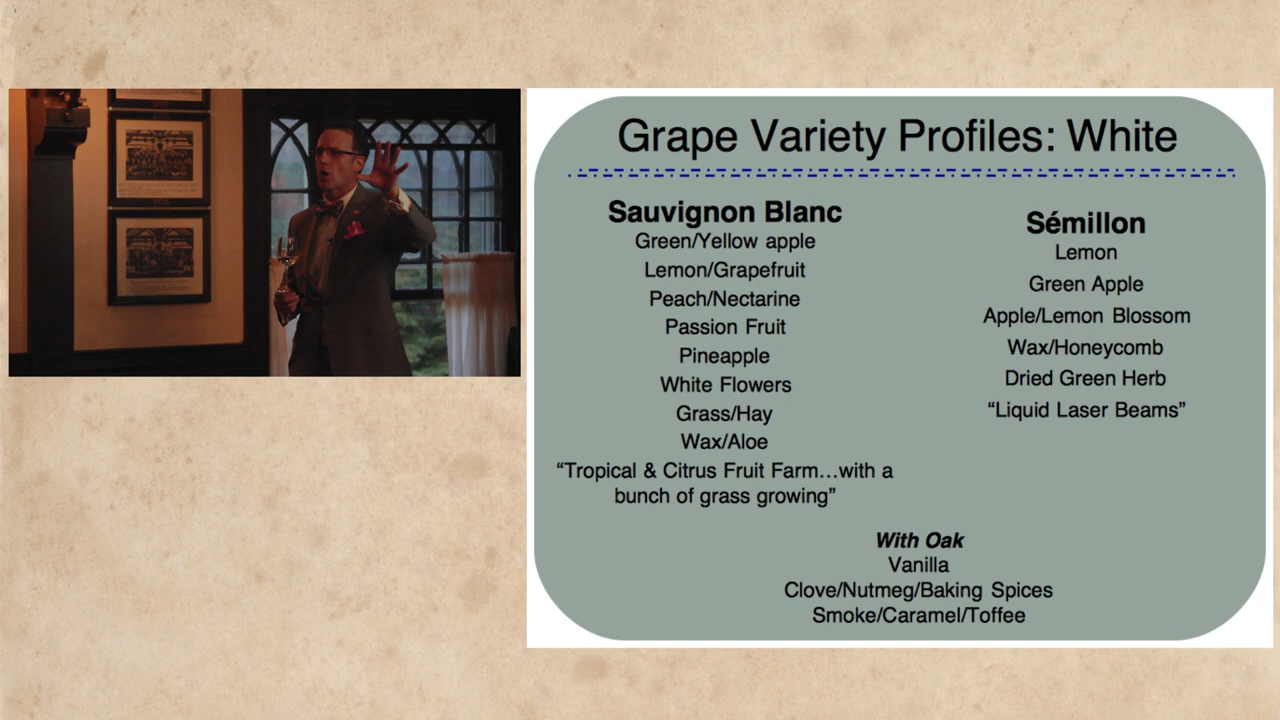 Grape Variety Profiles: White
Sauvignon Blanc
Green/Yellow apple
Lemon/Grapefruit
Peach/Nectarine
Passion Fruit
Pineapple
White Flowers
Grass/Hay
Wax/Aloe
“Tropical & Citrus Fruit Farm…with a
bunch of grass growing”
Sémillon
Lemon
Green Apple
Apple/Lemon Blossom
Wax/Honeycomb
Dried Green Herb
“Liquid Laser Beams”
With Oak
Vanilla
Clove/Nutmeg/Baking Spices
Smoke/Caramel/Toffee